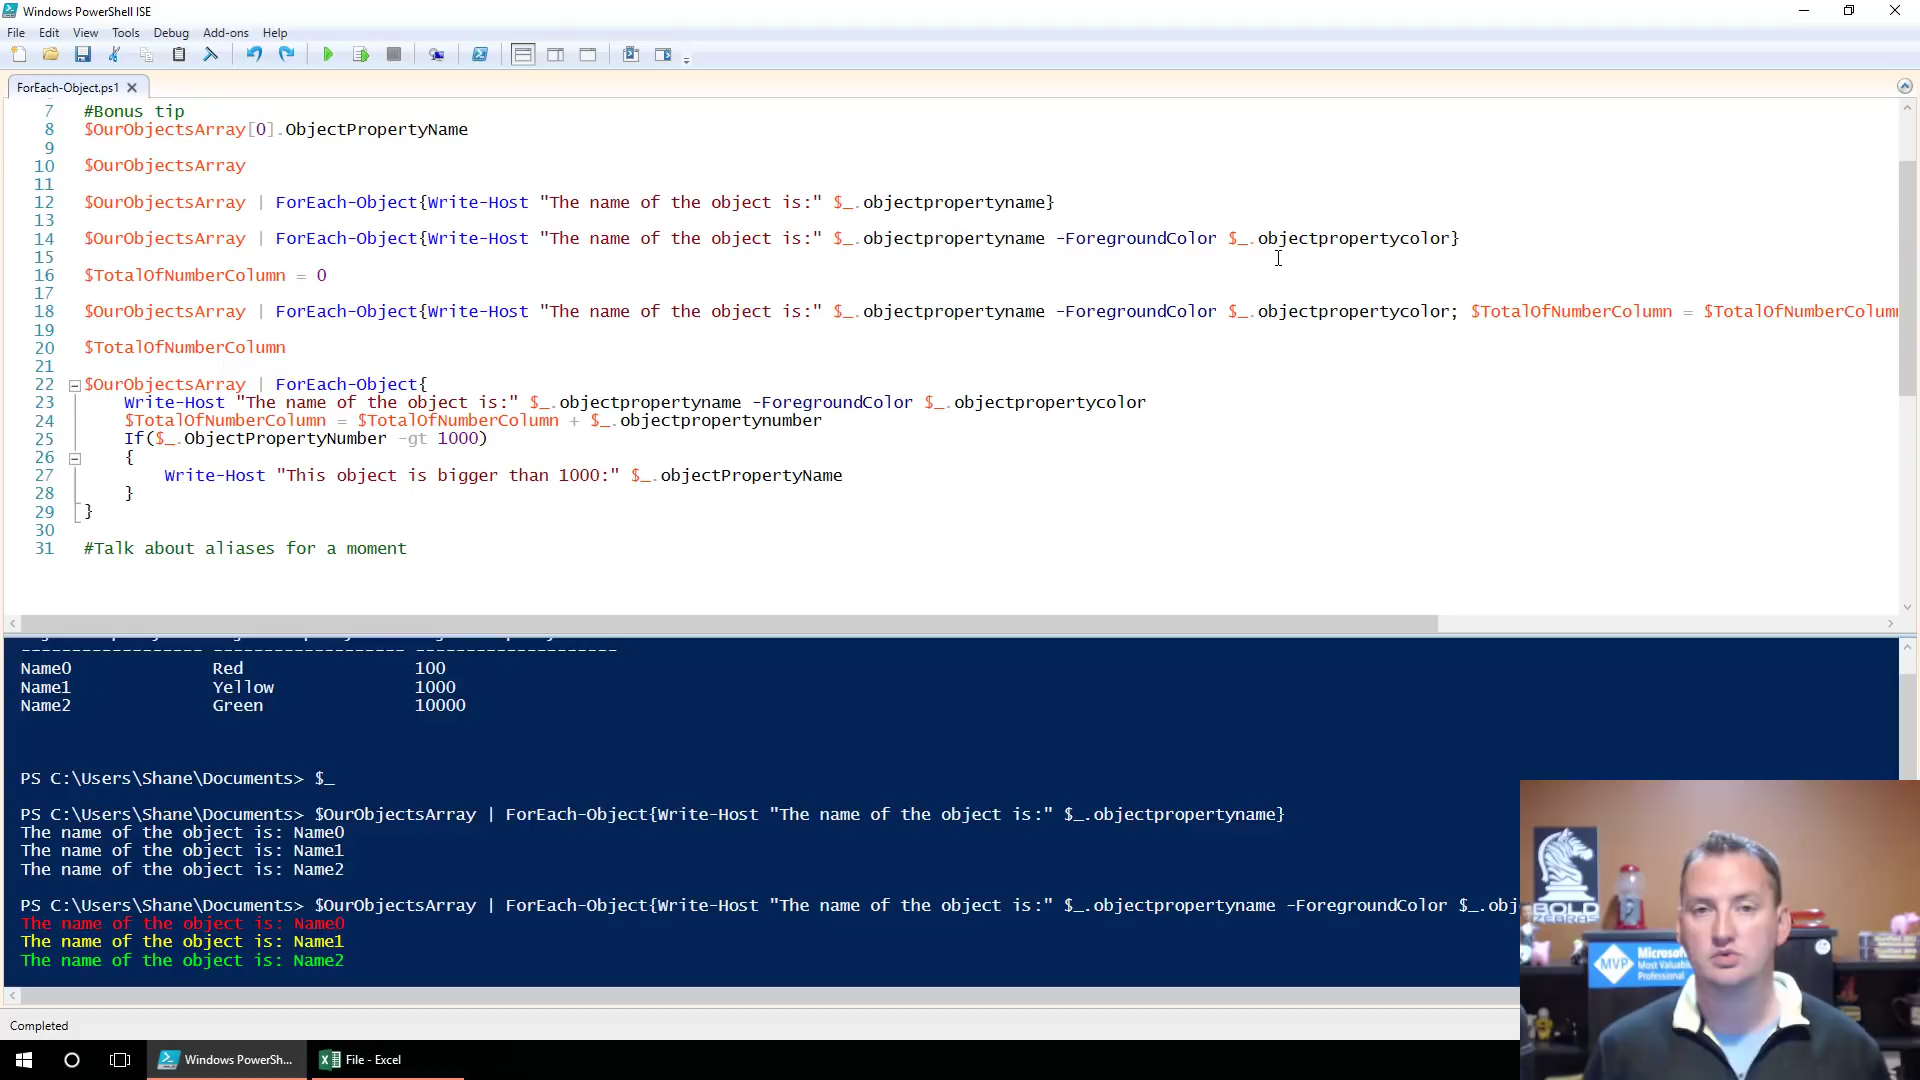 Windows PowerShell ISE
File Edit View Tools Debug Add-ons Help
ForEach-Object.ps1
7 #Bonus tip
8 $OurObjectsArray[0].ObjectPropertyName
9
10 $OurObjectsArray
11
12 $OurObjectsArray | ForEach-Object{Write-Host "The name of the object is:" $_.objectpropertyname}
13
14 $OurObjectsArray | ForEach-Object{Write-Host "The name of the object is:" $_.objectpropertyname -ForegroundColor $_.objectpropertycolor}
15
16 $TotalOfNumberColumn = 0
17
18 $OurObjectsArray | ForEach-Object{Write-Host "The name of the object is:" $_.objectpropertyname -ForegroundColor $_.objectpropertycolor; $TotalOfNumberColumn = $TotalOfNumberColumn
19
20 $TotalOfNumberColumn
21
22 $OurObjectsArray | ForEach-Object{
23 Write-Host "The name of the object is:" $_.objectpropertyname -ForegroundColor $_.objectpropertycolor
24 $TotalOfNumberColumn = $TotalOfNumberColumn + $_.objectpropertynumber
25 If($_.ObjectPropertyNumber -gt 1000)
26 {
27 Write-Host "This object is bigger than 1000:" $_.objectPropertyName
28 }
29 }
30
31 #Talk about aliases for a moment
------------------ ------------------- --------------------
Name0 Red 100
Name1 Yellow 1000
Name2 Green 10000
PS C:\Users\Shane\Documents> $_
PS C:\Users\Shane\Documents> $OurObjectsArray | ForEach-Object{Write-Host "The name of the object is:" $_.objectpropertyname}
The name of the object is: Name0
The name of the object is: Name1
The name of the object is: Name2
PS C:\Users\Shane\Documents> $OurObjectsArray | ForEach-Object{Write-Host "The name of the object is:" $_.objectpropertyname -ForegroundColor $_.obj
The name of the object is: Name0
The name of the object is: Name1
The name of the object is: Name2
BOLD
ZEBRAS
MVP
Microsof
Most Valuabl
Professional
Completed
Windows PowerSh...
File - Excel